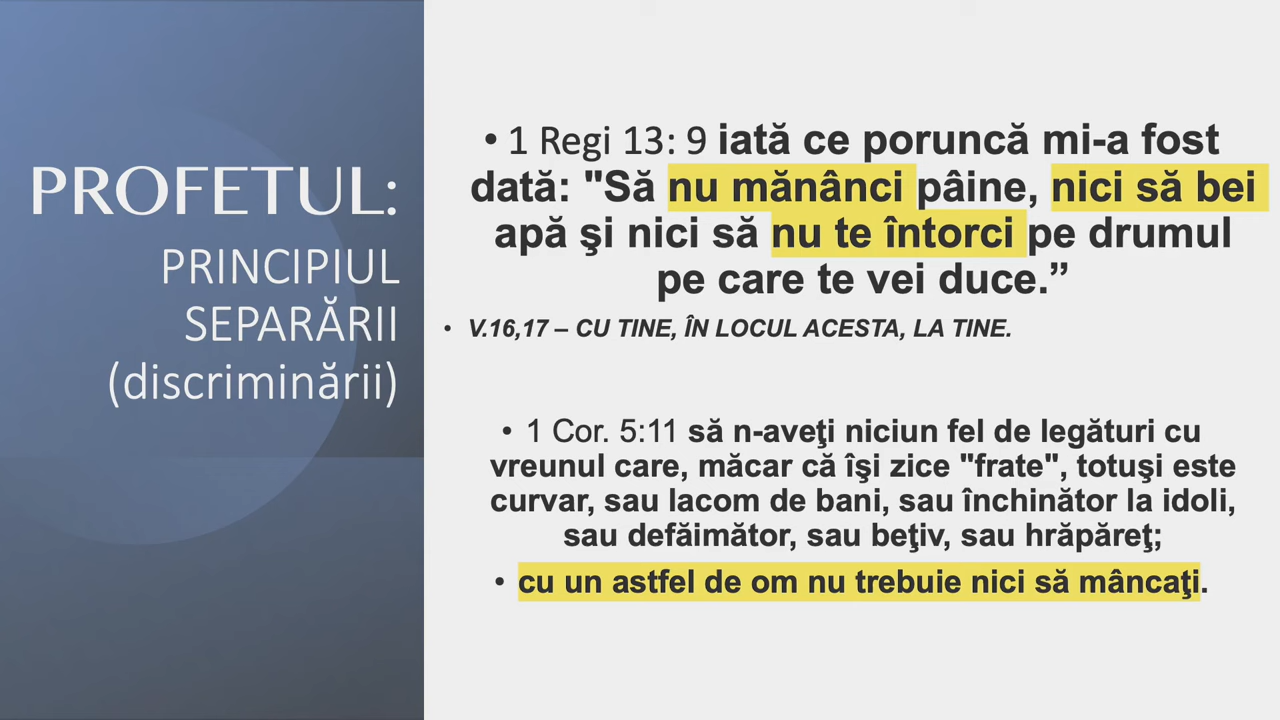 PROFETUL:
PRINCIPIUL
SEPARĂRII
(discriminării)
• 1 Regi 13: 9 iată ce poruncă mi-a fost
dată: "Să nu mănânci pâine, nici să bei
apă şi nici să nu te întorci pe drumul
pe care te vei duce.”
• V.16,17 – CU TINE, ÎN LOCUL ACESTA, LA TINE.
• 1 Cor. 5:11 să n-aveţi niciun fel de legături cu
vreunul care, măcar că îşi zice "frate", totuşi este
curvar, sau lacom de bani, sau închinător la idoli,
sau defăimător, sau beţiv, sau hrăpăreţ;
• cu un astfel de om nu trebuie nici să mâncaţi.